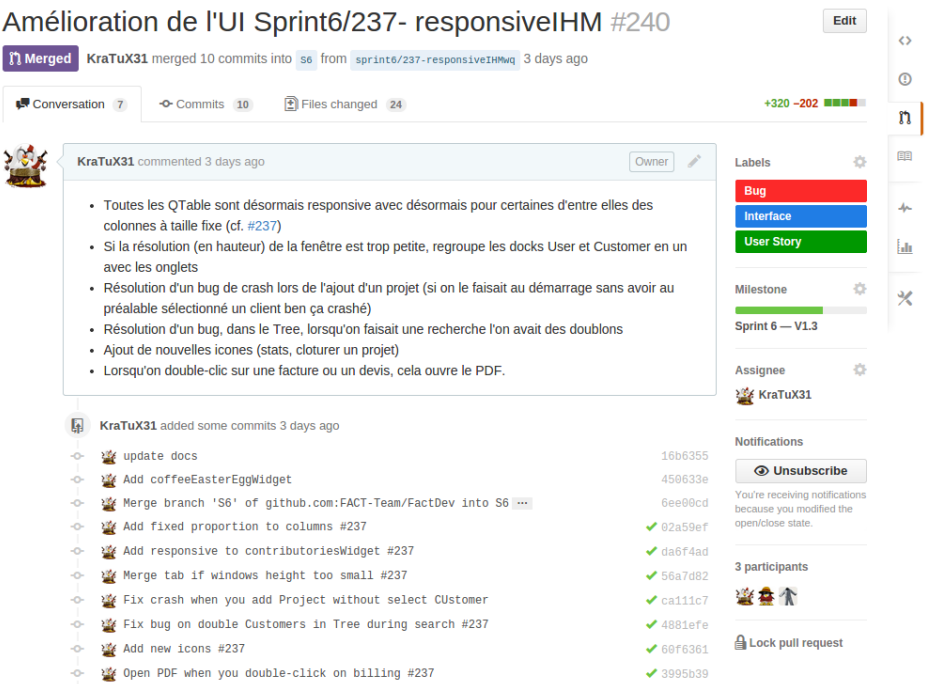 Amélioration de l'UI Sprint6/237- responsiveIHM #240
Edit
Merged KraTuX31 merged 10 commits into S6 from sprint6/237-responsiveIHMwq 3 days ago
Conversation 7 Commits 10 Files changed 24 +320 −202
KraTuX31 commented 3 days ago Owner
• Toutes les QTable sont désormais responsive avec désormais pour certaines d'entre elles des
colonnes à taille fixe (cf. #237)
• Si la résolution (en hauteur) de la fenêtre est trop petite, regroupe les docks User et Customer en un
avec les onglets
• Résolution d'un bug de crash lors de l'ajout d'un projet (si on le faisait au démarrage sans avoir au
préalable sélectionné un client ben ça crashé)
• Résolution d'un bug, dans le Tree, lorsqu'on faisait une recherche l'on avait des doublons
• Ajout de nouvelles icones (stats, cloturer un projet)
• Lorsqu'on double-clic sur une facture ou un devis, cela ouvre le PDF.
KraTuX31 added some commits 3 days ago
update docs 16b6355
Add coffeeEasterEggWidget 450633e
Merge branch 'S6' of github.com:FACT-Team/FactDev into S6 ... 6ee00cd
Add fixed proportion to columns #237 02a59ef
Add responsive to contributoriesWidget #237 da6f4ad
Merge tab if windows height too small #237 56a7d82
Fix crash when you add Project without select CUstomer ca111c7
Fix bug on double Customers in Tree during search #237 4881efe
Add new icons #237 60f6361
Open PDF when you double-click on billing #237 3995b39
Labels
Bug
Interface
User Story
Milestone
Sprint 6 — V1.3
Assignee
KraTuX31
Notifications
Unsubscribe
You're receiving notifications
because you modified the
open/close state.
3 participants
Lock pull request